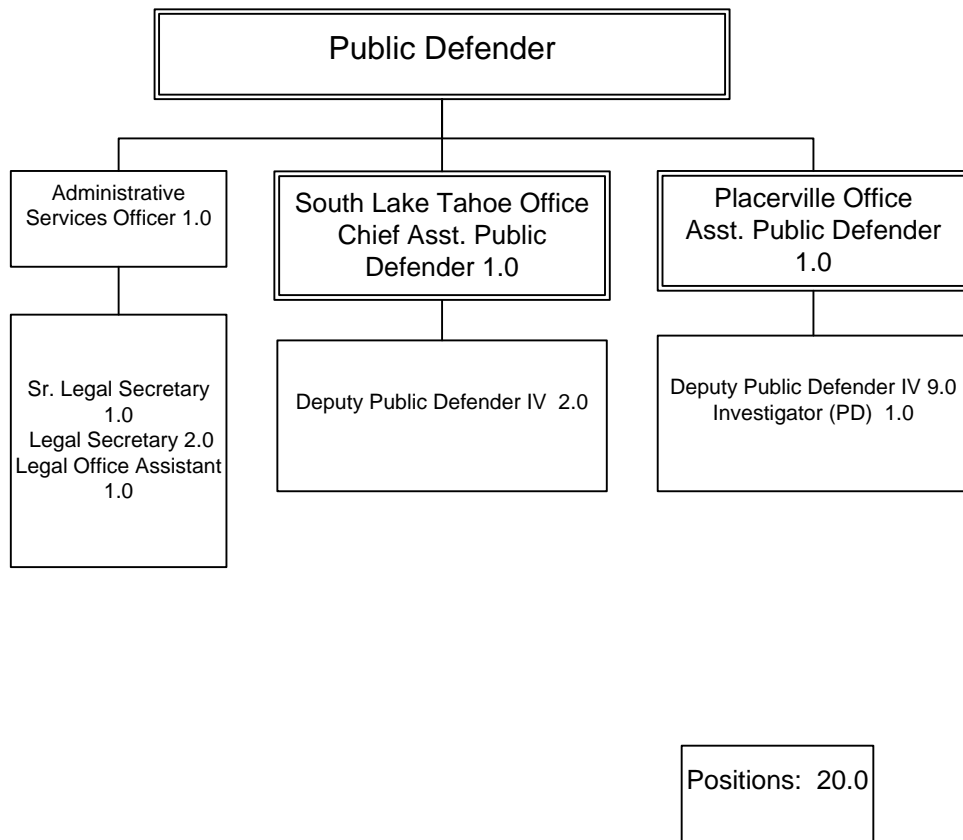 Public Defender
Administrative
Services Officer 1.0
South Lake Tahoe Office
Chief Asst. Public
Defender 1.0
Placerville Office
Asst. Public Defender
1.0
Sr. Legal Secretary
1.0
Legal Secretary 2.0
Legal Office Assistant
1.0
Deputy Public Defender IV 2.0
Deputy Public Defender IV 9.0
Investigator (PD) 1.0
Positions: 20.0